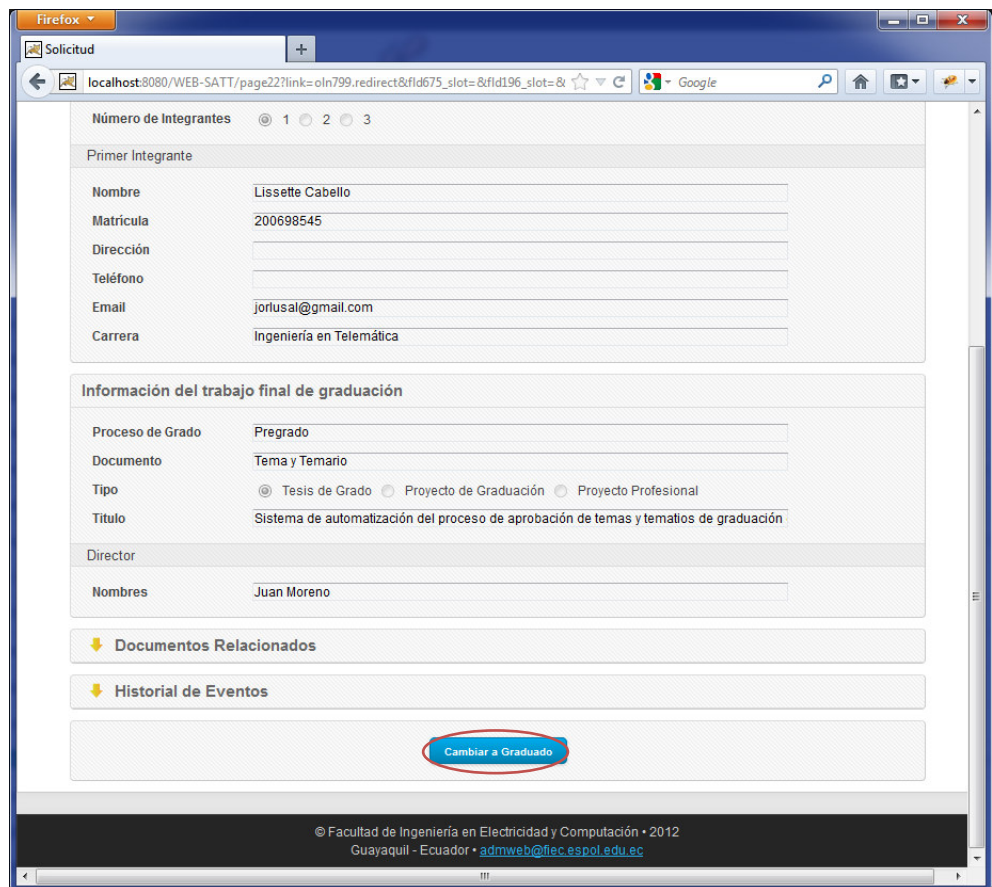 Firefox
Solicitud
+
localhost:8080/WEB-SATT/page22?link=oln799.redirect&fld675_slot=&fld196_slot=& Google
Número de Integrantes 1 2 3
Primer Integrante
Nombre Lissette Cabello
Matrícula 200698545
Dirección
Teléfono
Email jorlusal@gmail.com
Carrera Ingeniería en Telemática
Información del trabajo final de graduación
Proceso de Grado Pregrado
Documento Tema y Temario
Tipo Tesis de Grado Proyecto de Graduación Proyecto Profesional
Título Sistema de automatización del proceso de aprobación de temas y tematios de graduación
Director
Nombres Juan Moreno
Documentos Relacionados
Historial de Eventos
Cambiar a Graduado
© Facultad de Ingeniería en Electricidad y Computación • 2012
Guayaquil - Ecuador • admweb@fiec.espol.edu.ec